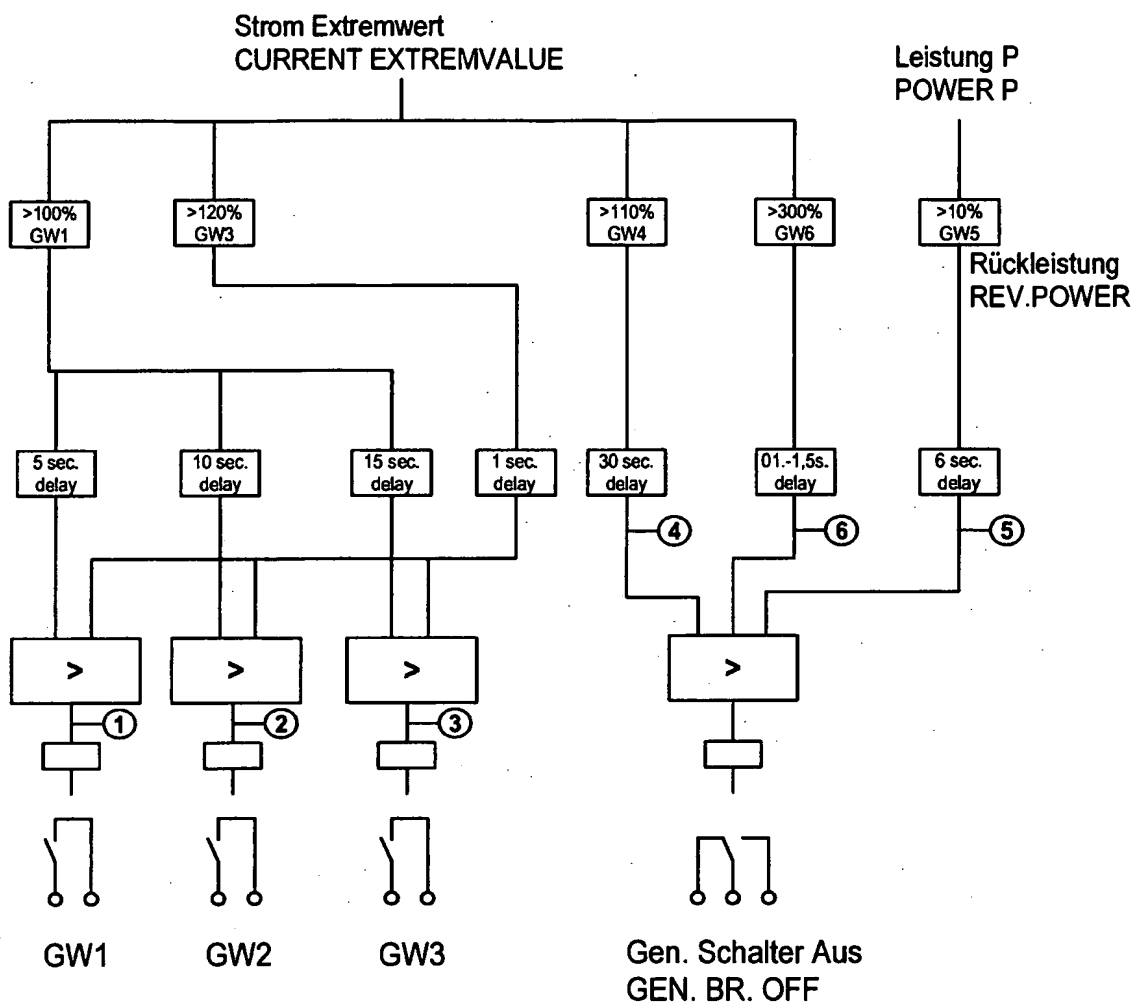 Strom Extremwert
CURRENT EXTREMVALUE
Leistung P
POWER P
>100%
GW1
>120%
GW3
>110%
GW4
>300%
GW6
>10%
GW5
Rückleistung
REV.POWER
5 sec.
delay
10 sec.
delay
15 sec.
delay
1 sec.
delay
30 sec.
delay
01.-1,5s.
delay
6 sec.
delay
4
6
5
>
>
>
>
1
2
3
GW1
GW2
GW3
Gen. Schalter Aus
GEN. BR. OFF